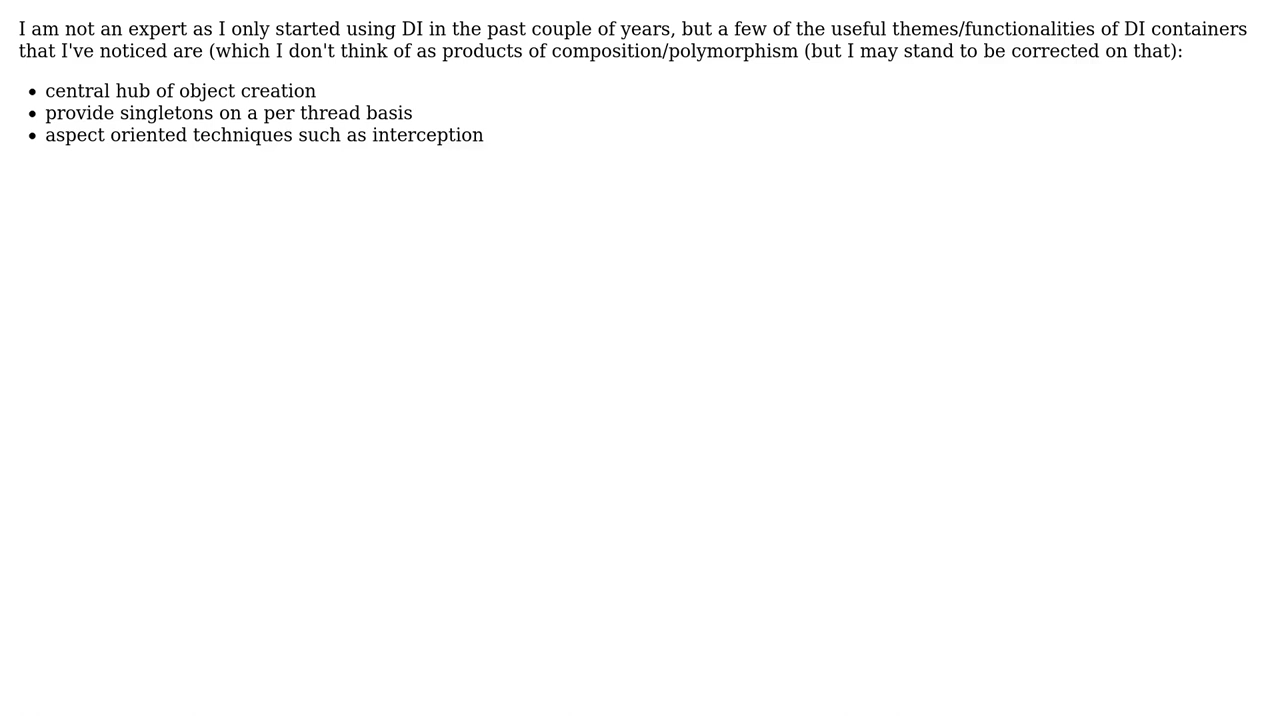 I am not an expert as I only started using DI in the past couple of years, but a few of the useful themes/functionalities of DI containers
that I've noticed are (which I don't think of as products of composition/polymorphism (but I may stand to be corrected on that):
• central hub of object creation
• provide singletons on a per thread basis
• aspect oriented techniques such as interception